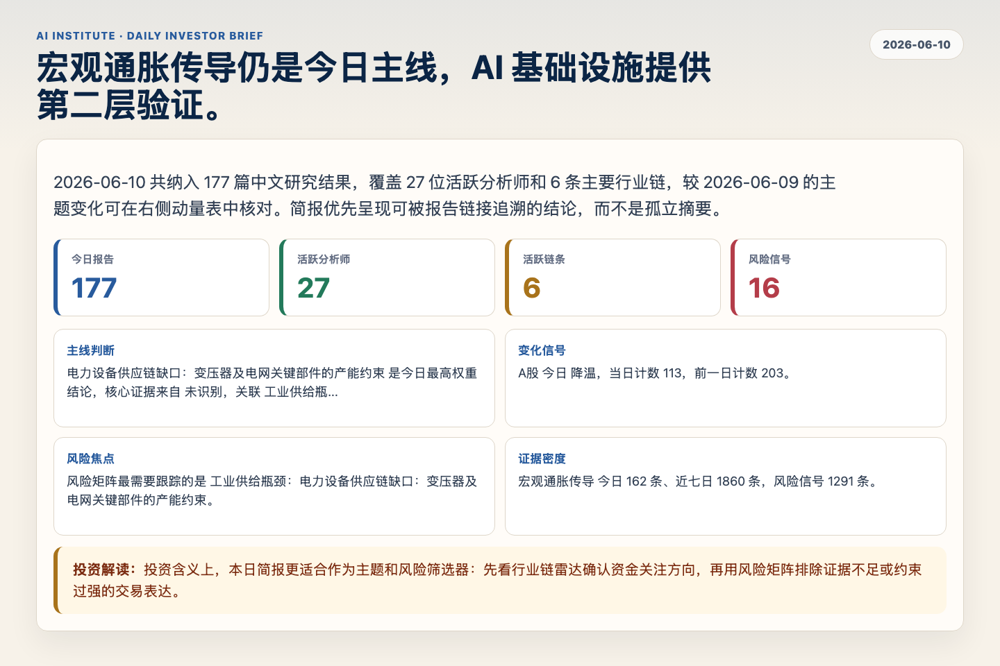 AI INSTITUTE · DAILY INVESTOR BRIEF
2026-06-10
宏观通胀传导仍是今日主线，AI 基础设施提供
第二层验证。
2026-06-10 共纳入 177 篇中文研究结果，覆盖 27 位活跃分析师和 6 条主要行业链，较 2026-06-09 的主
题变化可在右侧动量表中核对。简报优先呈现可被报告链接追溯的结论，而不是孤立摘要。
今日报告
177
活跃分析师
27
活跃链条
6
风险信号
16
主线判断
电力设备供应链缺口：变压器及电网关键部件的产能约束 是今日最高权重
结论，核心证据来自 未识别，关联 工业供给瓶...
变化信号
A股 今日 降温，当日计数 113，前一日计数 203。
风险焦点
风险矩阵最需要跟踪的是 工业供给瓶颈：电力设备供应链缺口：变压器及
电网关键部件的产能约束。
证据密度
宏观通胀传导 今日 162 条、近七日 1860 条，风险信号 1291 条。
投资解读：投资含义上，本日简报更适合作为主题和风险筛选器：先看行业链雷达确认资金关注方向，再用风险矩阵排除证据不足或约束
过强的交易表达。